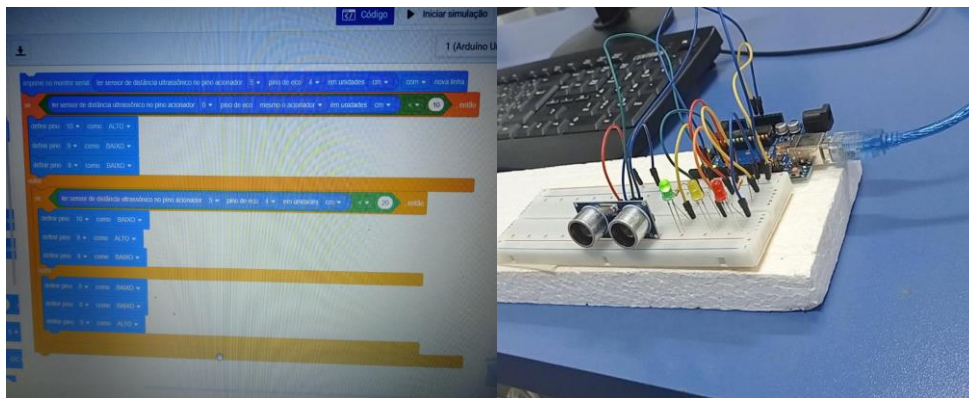 Código
Iniciar simulação
1 (Arduino U
imprime no monitor serial ler sensor de distância ultrassônico no pino acionador 5 pino de eco 4 em unidades cm com nova linha
se ler sensor de distância ultrassônico no pino acionador pino de eco mesmo o acionador em unidades cm < 10 então
definir pino 10 como ALTO
definir pino 9 como BAIXO
definir pino como BAIXO
se ler sensor de distância ultrassônico no pino acionador 5 pino de eco 4 em unidades cm < 20 então
definir pino 10 como BAIXO
definir pino 9 como ALTO
definir pino como BAIXO
definir pino como BAIXO
definir pino como BAIXO
definir pino como ALTO